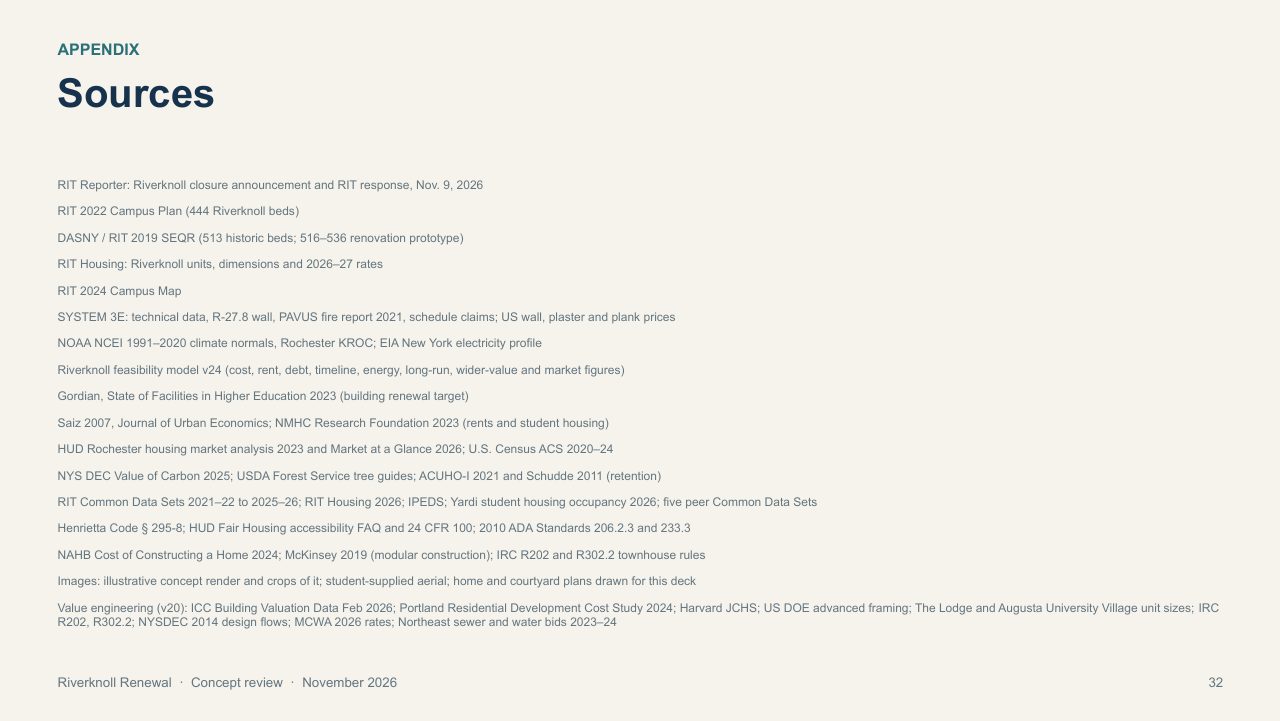 APPENDIX
Sources
RIT Reporter: Riverknoll closure announcement and RIT response, Nov. 9, 2026
RIT 2022 Campus Plan (444 Riverknoll beds)
DASNY / RIT 2019 SEQR (513 historic beds; 516–536 renovation prototype)
RIT Housing: Riverknoll units, dimensions and 2026–27 rates
RIT 2024 Campus Map
SYSTEM 3E: technical data, R-27.8 wall, PAVUS fire report 2021, schedule claims; US wall, plaster and plank prices
NOAA NCEI 1991–2020 climate normals, Rochester KROC; EIA New York electricity profile
Riverknoll feasibility model v24 (cost, rent, debt, timeline, energy, long-run, wider-value and market figures)
Gordian, State of Facilities in Higher Education 2023 (building renewal target)
Saiz 2007, Journal of Urban Economics; NMHC Research Foundation 2023 (rents and student housing)
HUD Rochester housing market analysis 2023 and Market at a Glance 2026; U.S. Census ACS 2020–24
NYS DEC Value of Carbon 2025; USDA Forest Service tree guides; ACUHO-I 2021 and Schudde 2011 (retention)
RIT Common Data Sets 2021–22 to 2025–26; RIT Housing 2026; IPEDS; Yardi student housing occupancy 2026; five peer Common Data Sets
Henrietta Code § 295-8; HUD Fair Housing accessibility FAQ and 24 CFR 100; 2010 ADA Standards 206.2.3 and 233.3
NAHB Cost of Constructing a Home 2024; McKinsey 2019 (modular construction); IRC R202 and R302.2 townhouse rules
Images: illustrative concept render and crops of it; student-supplied aerial; home and courtyard plans drawn for this deck
Value engineering (v20): ICC Building Valuation Data Feb 2026; Portland Residential Development Cost Study 2024; Harvard JCHS; US DOE advanced framing; The Lodge and Augusta University Village unit sizes; IRC
R202, R302.2; NYSDEC 2014 design flows; MCWA 2026 rates; Northeast sewer and water bids 2023–24
Riverknoll Renewal · Concept review · November 2026
32